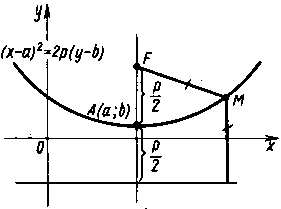 y
(x-a)²=2p(y-b)
F
p/2
M
A(a;b)
O
x
p/2